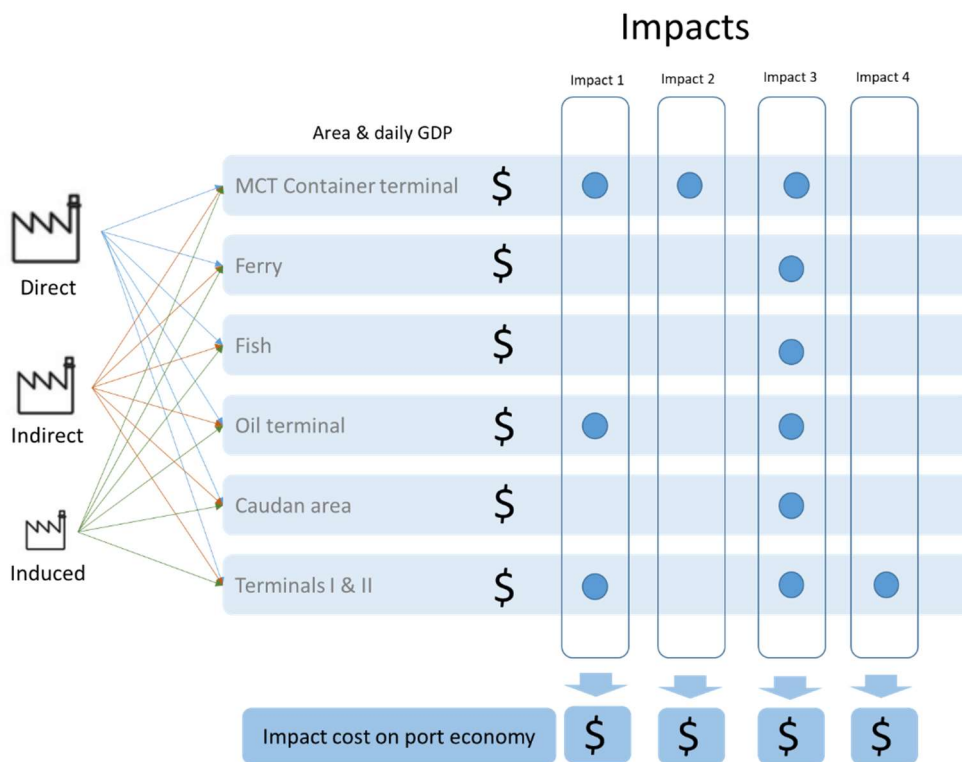 Impacts
Impact 1 Impact 2 Impact 3 Impact 4
Area & daily GDP
MCT Container terminal $
Direct
Ferry $
Fish $
Indirect
Oil terminal $
Caudan area $
Induced
Terminals I & II $
Impact cost on port economy $ $ $ $